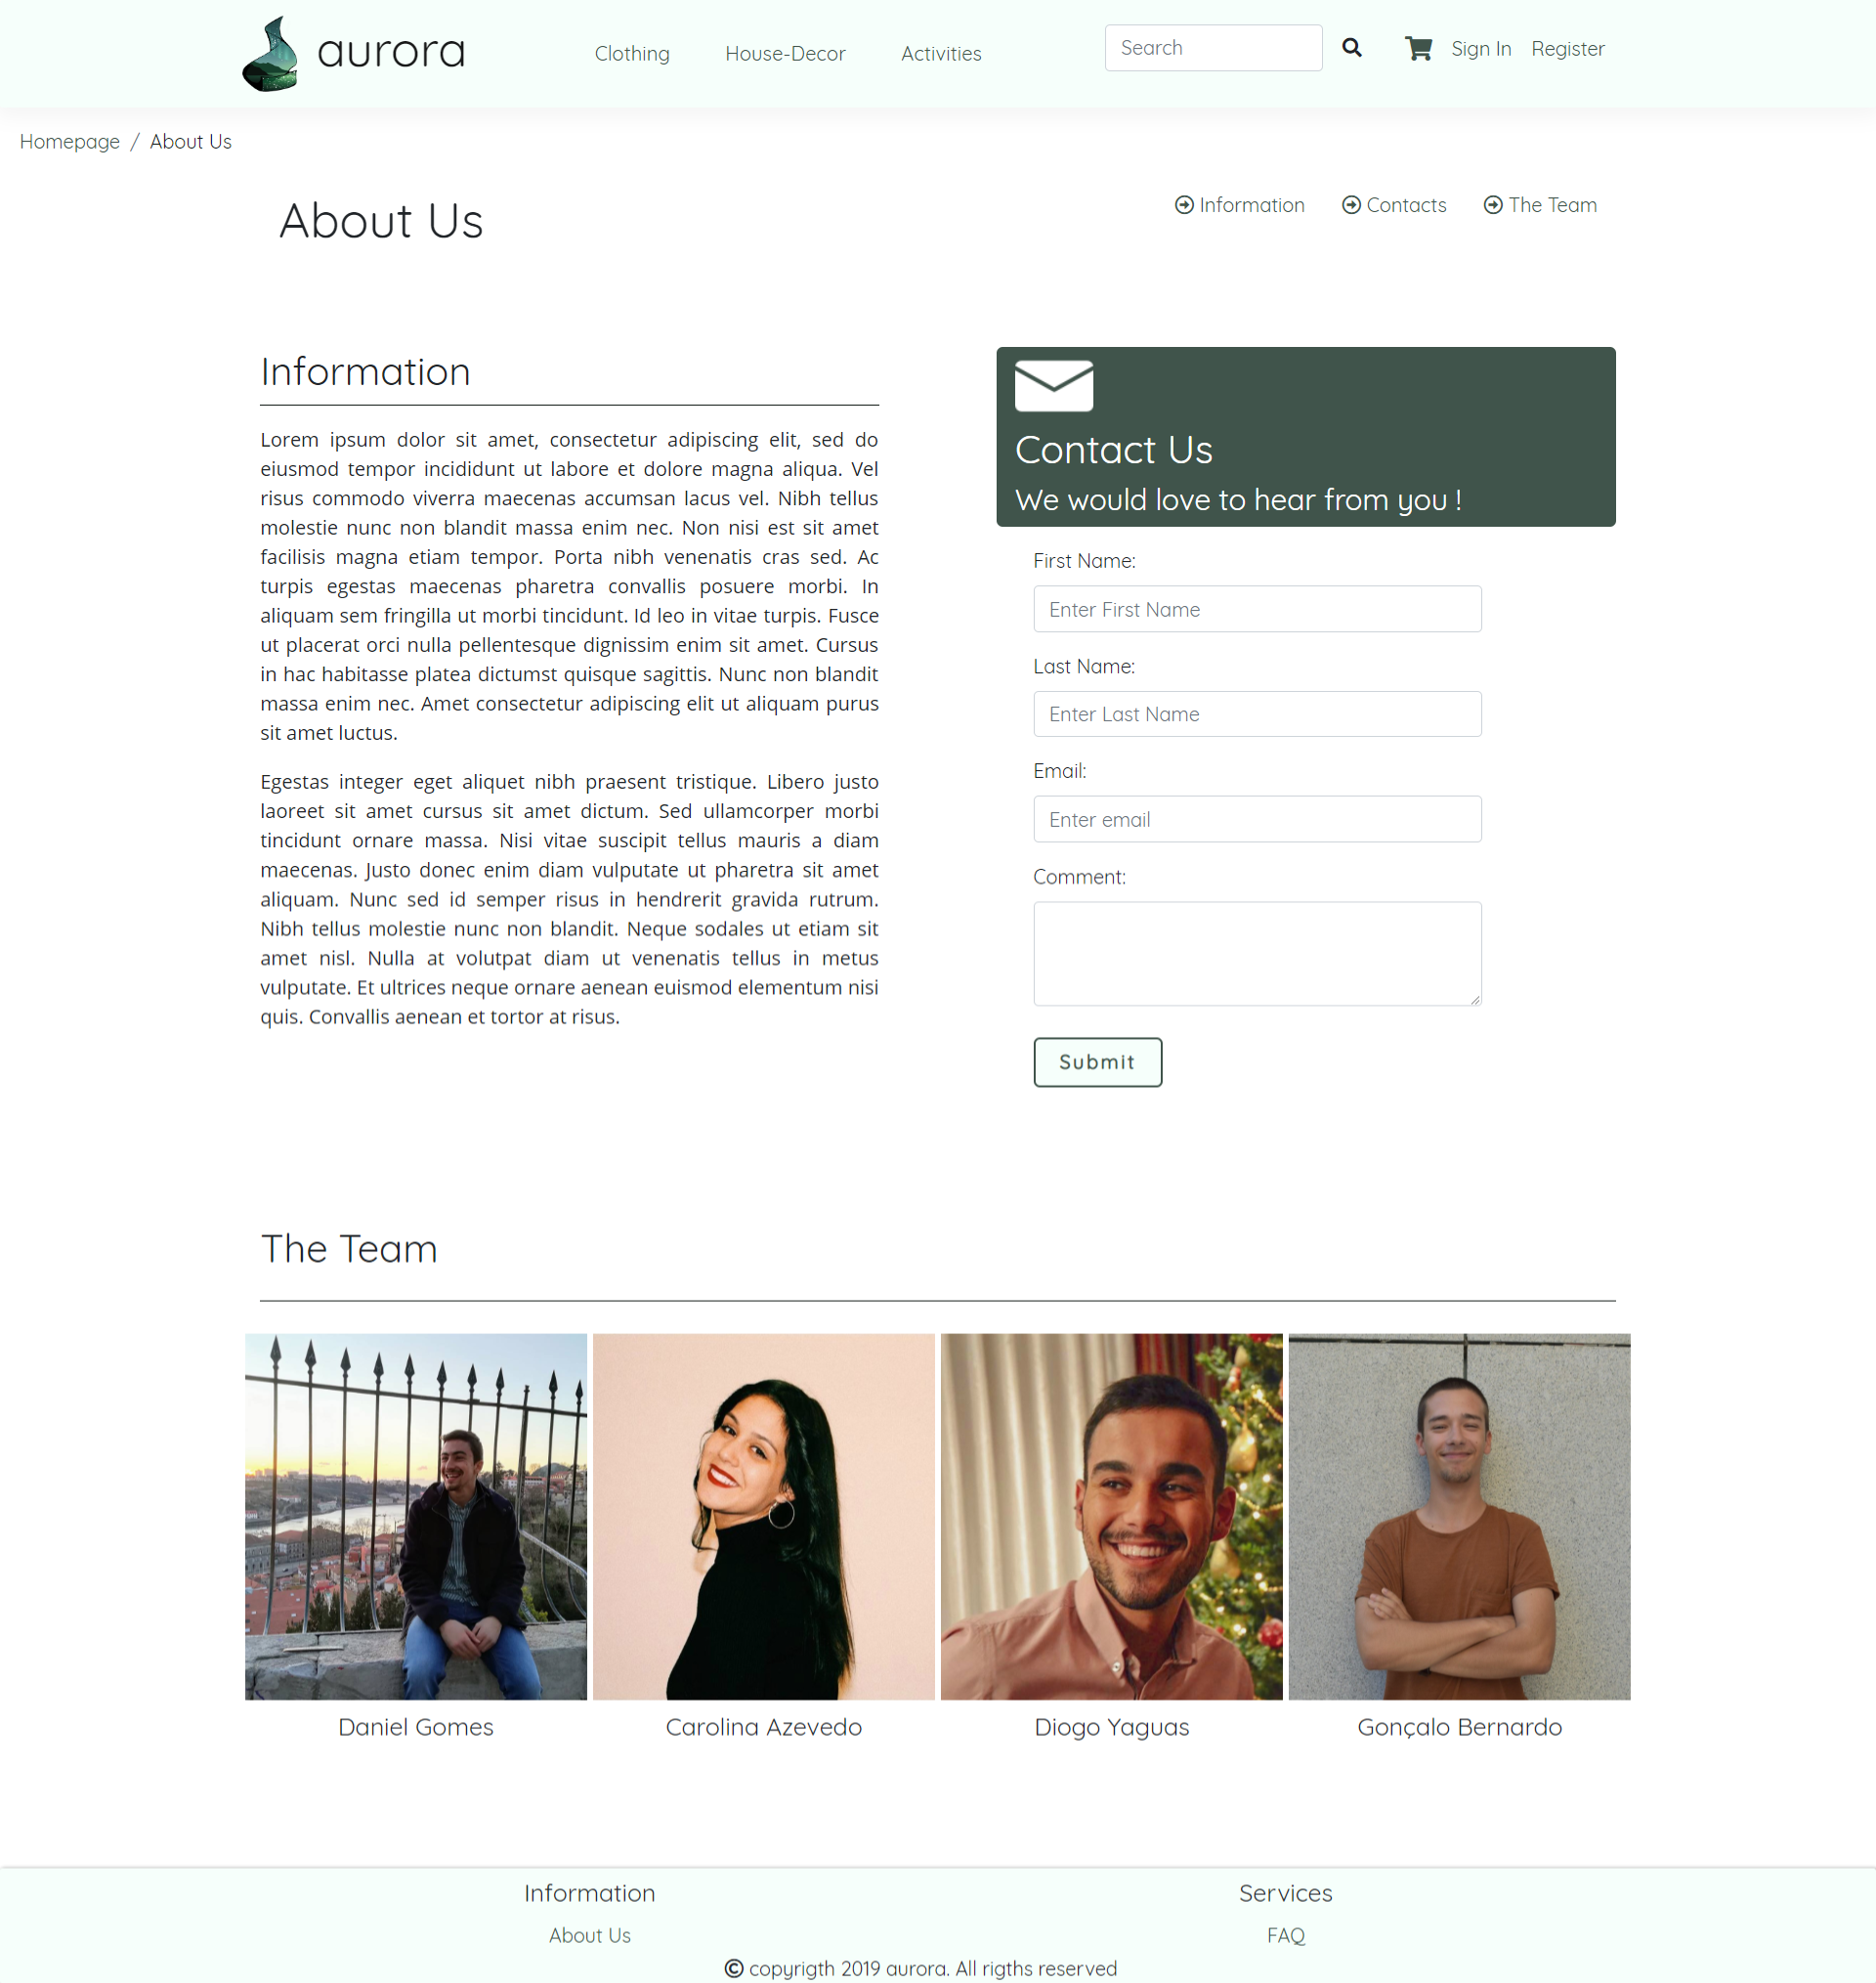 aurora
Clothing
House-Decor
Activities
Search
Sign In
Register
Homepage / About Us
About Us
Information
Contacts
The Team
Information
Lorem ipsum dolor sit amet, consectetur adipiscing elit, sed do
eiusmod tempor incididunt ut labore et dolore magna aliqua. Vel
risus commodo viverra maecenas accumsan lacus vel. Nibh tellus
molestie nunc non blandit massa enim nec. Non nisi est sit amet
facilisis magna etiam tempor. Porta nibh venenatis cras sed. Ac
turpis egestas maecenas pharetra convallis posuere morbi. In
aliquam sem fringilla ut morbi tincidunt. Id leo in vitae turpis. Fusce
ut placerat orci nulla pellentesque dignissim enim sit amet. Cursus
in hac habitasse platea dictumst quisque sagittis. Nunc non blandit
massa enim nec. Amet consectetur adipiscing elit ut aliquam purus
sit amet luctus.
Egestas integer eget aliquet nibh praesent tristique. Libero justo
laoreet sit amet cursus sit amet dictum. Sed ullamcorper morbi
tincidunt ornare massa. Nisi vitae suscipit tellus mauris a diam
maecenas. Justo donec enim diam vulputate ut pharetra sit amet
aliquam. Nunc sed id semper risus in hendrerit gravida rutrum.
Nibh tellus molestie nunc non blandit. Neque sodales ut etiam sit
amet nisl. Nulla at volutpat diam ut venenatis tellus in metus
vulputate. Et ultrices neque ornare aenean euismod elementum nisi
quis. Convallis aenean et tortor at risus.
Contact Us
We would love to hear from you !
First Name:
Enter First Name
Last Name:
Enter Last Name
Email:
Enter email
Comment:
Submit
The Team
Daniel Gomes
Carolina Azevedo
Diogo Yaguas
Gonçalo Bernardo
Information
About Us
Services
FAQ
© copyrigth 2019 aurora. All rigths reserved